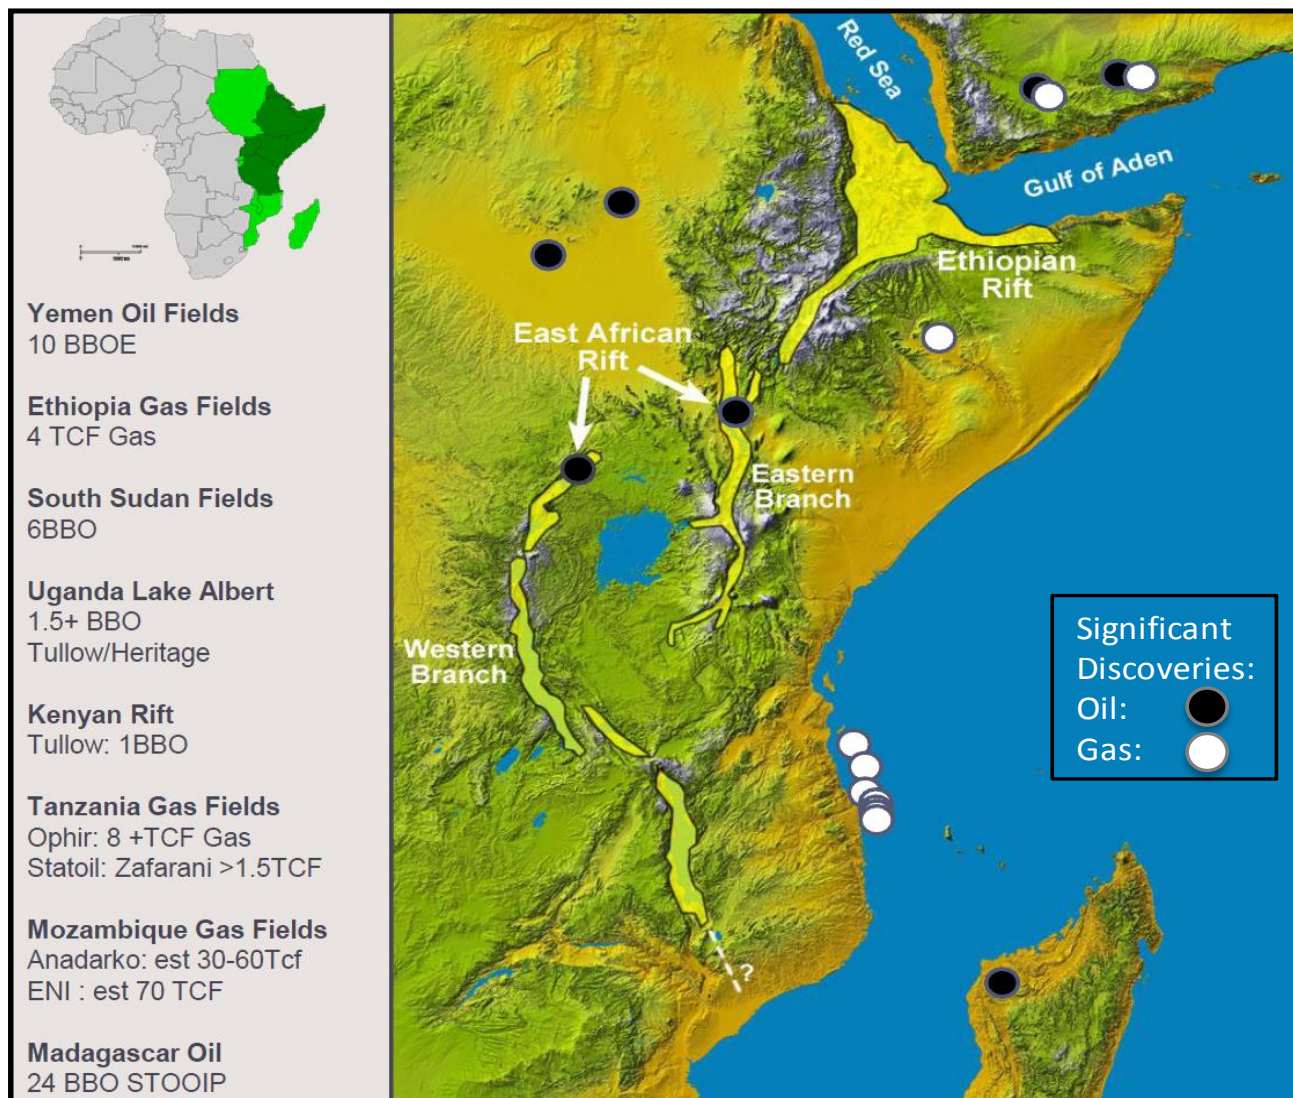 Yemen Oil Fields
10 BBOE
Ethiopia Gas Fields
4 TCF Gas
South Sudan Fields
6BBO
Uganda Lake Albert
1.5+ BBO
Tullow/Heritage
Kenyan Rift
Tullow: 1BBO
Tanzania Gas Fields
Ophir: 8 +TCF Gas
Statoil: Zafarani >1.5TCF
Mozambique Gas Fields
Anadarko: est 30-60Tcf
ENI : est 70 TCF
Madagascar Oil
24 BBO STOOIP
Red Sea
Gulf of Aden
Ethiopian
Rift
East African
Rift
Eastern
Branch
Western
Branch
?
Significant
Discoveries:
Oil:
Gas: